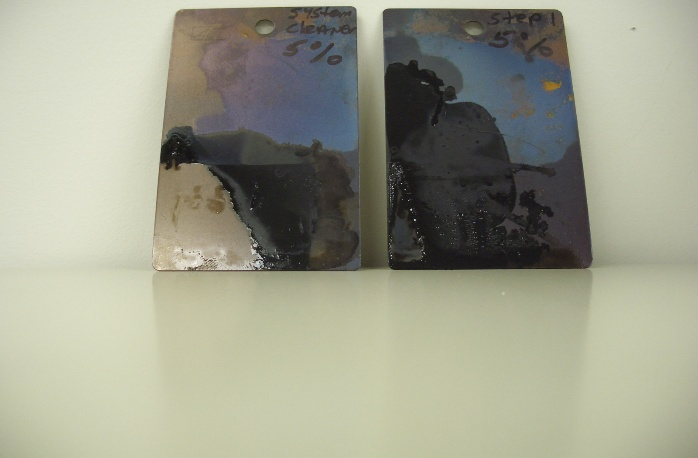 System
Cleaner
5%
Step 1
5%